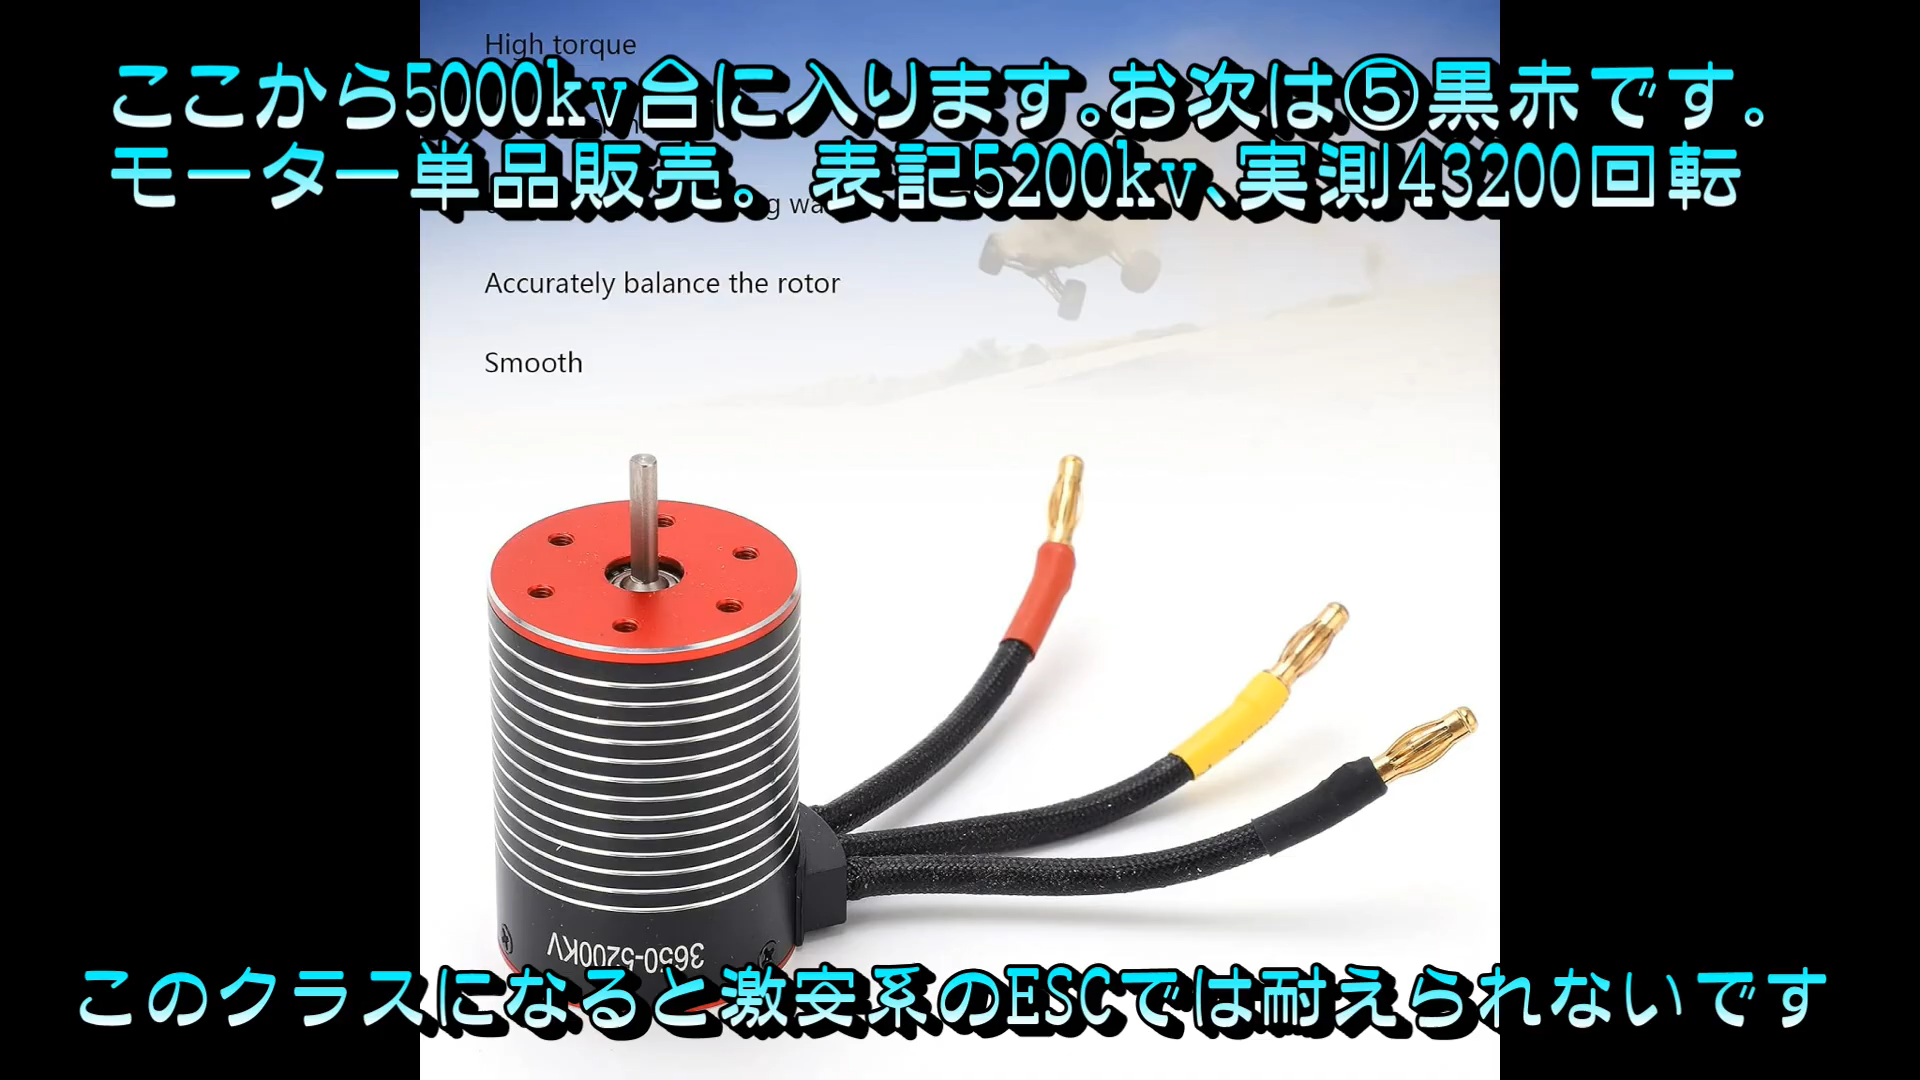 High torque
ここから5000kv台に入ります。お次は⑤黒赤です。
モーター単品販売。 表記5200kv、実測43200回転
Accurately balance the rotor
Smooth
3650-5200KV
このクラスになると激安系のESCでは耐えられないです